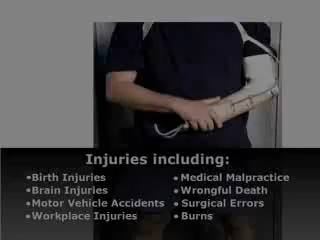 Injuries including:
•Birth Injuries
•Brain Injuries
•Motor Vehicle Accidents
•Workplace Injuries
• Medical Malpractice
• Wrongful Death
• Surgical Errors
• Burns